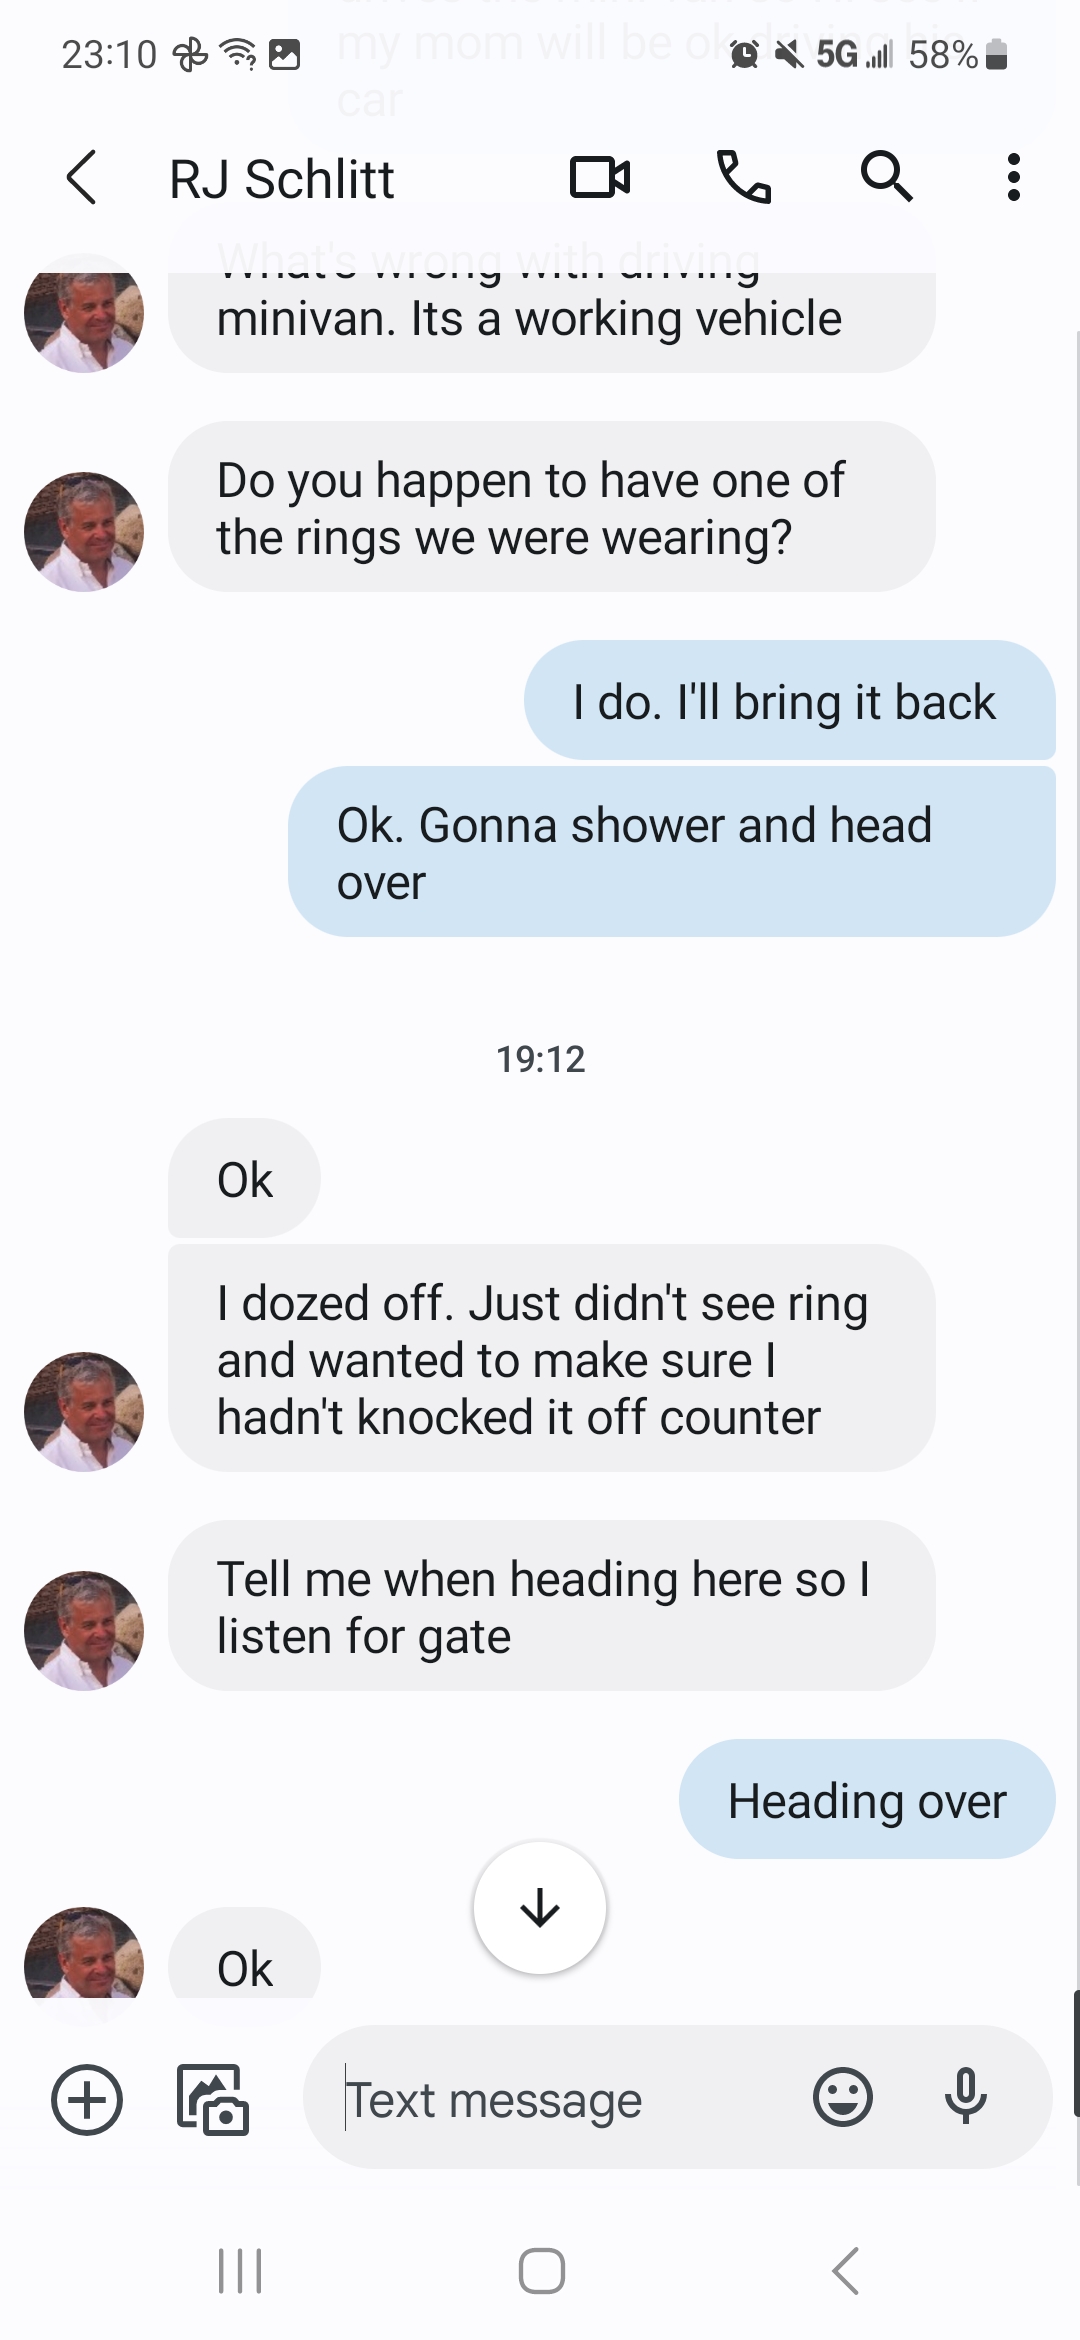 23:10
5G
58%
my mom will be ok driving his
car
RJ Schlitt
What's wrong with driving
minivan. Its a working vehicle
Do you happen to have one of
the rings we were wearing?
I do. I'll bring it back
Ok. Gonna shower and head
over
19:12
Ok
I dozed off. Just didn't see ring
and wanted to make sure I
hadn't knocked it off counter
Tell me when heading here so I
listen for gate
Heading over
Ok
Text message